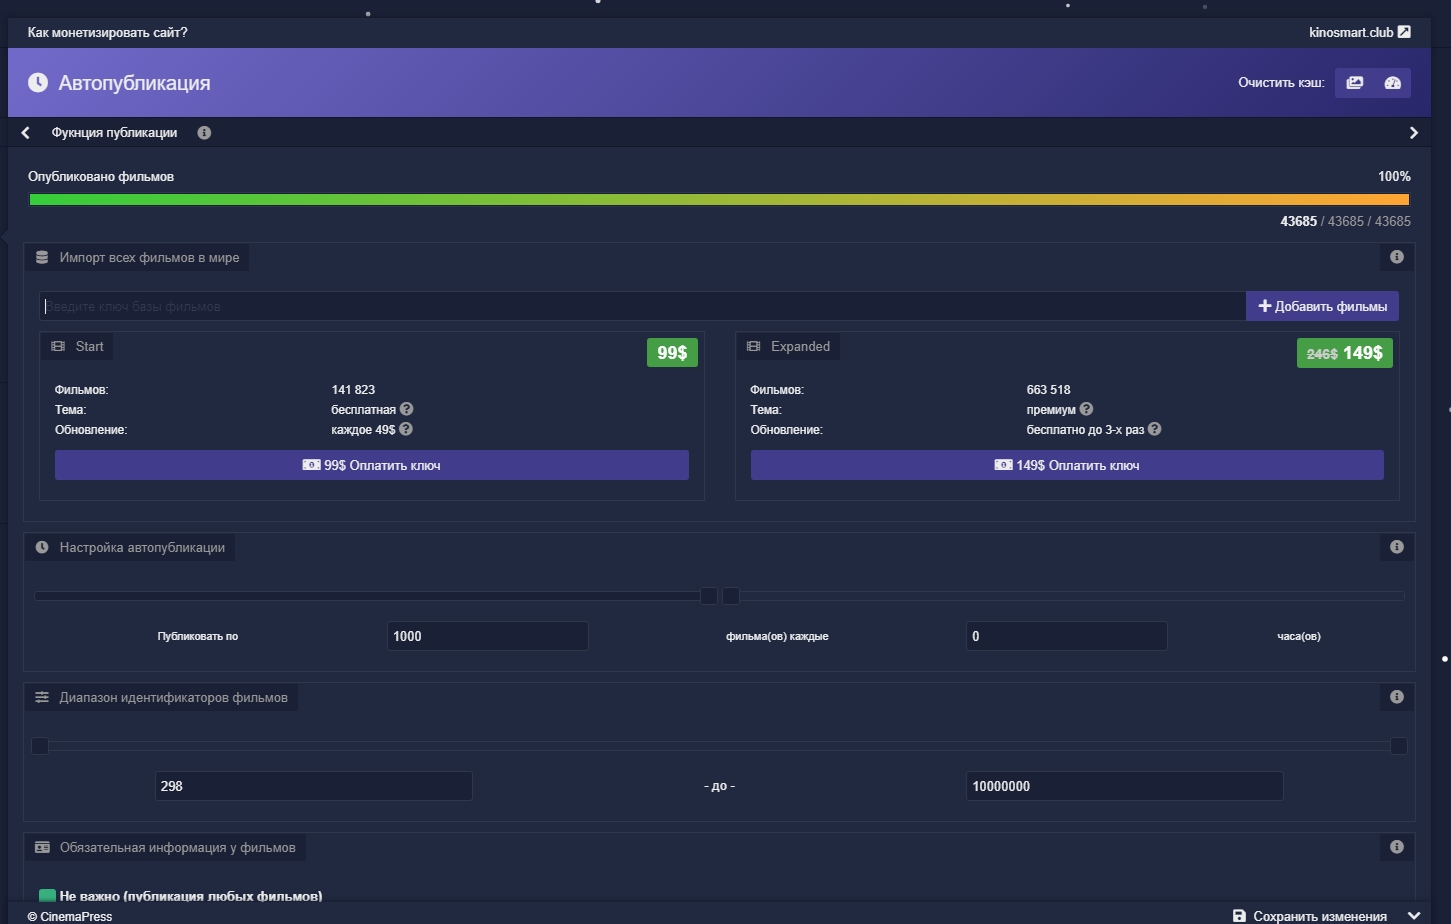 Как монетизировать сайт?
kinosmart.club
Автопубликация
Очистить кэш:
Фукнция публикации
Опубликовано фильмов
100%
43685 / 43685 / 43685
Импорт всех фильмов в мире
Введите ключ базы фильмов
Добавить фильмы
Start
99$
Фильмов:
141 823
Тема:
бесплатная
Обновление:
каждое 49$
99$ Оплатить ключ
Expanded
246$ 149$
Фильмов:
663 518
Тема:
премиум
Обновление:
бесплатно до 3-х раз
149$ Оплатить ключ
Настройка автопубликации
Публиковать по
1000
фильма(ов) каждые
0
часа(ов)
Диапазон идентификаторов фильмов
298
- до -
10000000
Обязательная информация у фильмов
Не важно (публикация любых фильмов)
© CinemaPress
Сохранить изменения